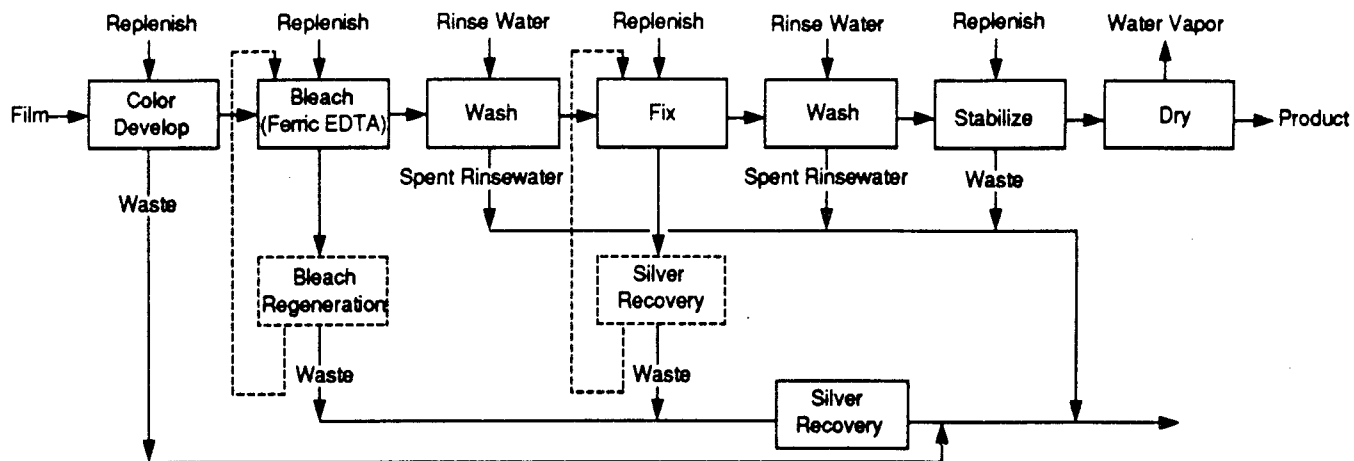 Replenish
Replenish
Rinse Water
Replenish
Rinse Water
Replenish
Water Vapor
Film
Color
Develop
Bleach
(Ferric EDTA)
Wash
Fix
Wash
Stabilize
Dry
Product
Waste
Spent Rinsewater
Spent Rinsewater
Waste
Bleach
Regeneration
Silver
Recovery
Waste
Waste
Silver
Recovery